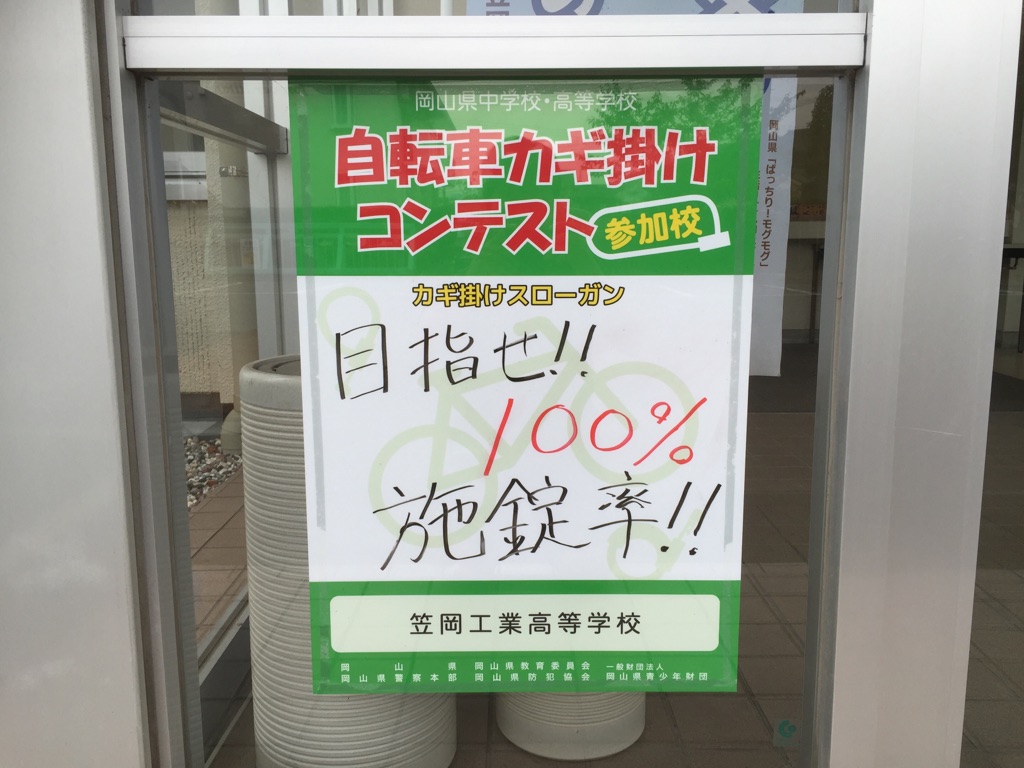 岡山県中学校・高等学校
自転車カギ掛け
コンテスト
参加校
カギ掛けスローガン
目指せ!!
100%
施錠率!!
笠岡工業高等学校
岡山県 岡山県教育委員会 一般財団法人
岡山県警察本部 岡山県防犯協会 岡山県青少年財団
岡山県「ぱっちり!モグモグ」